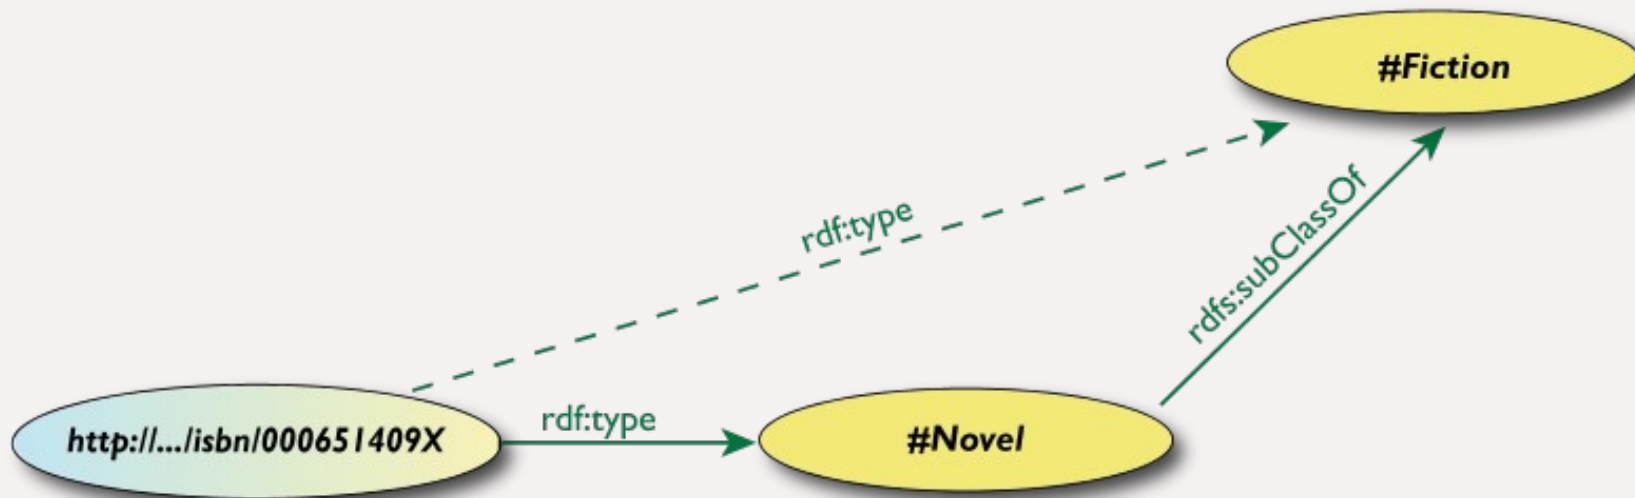 #Fiction
rdf:type
rdfs:subClassOf
http://.../isbn/000651409X
rdf:type
#Novel